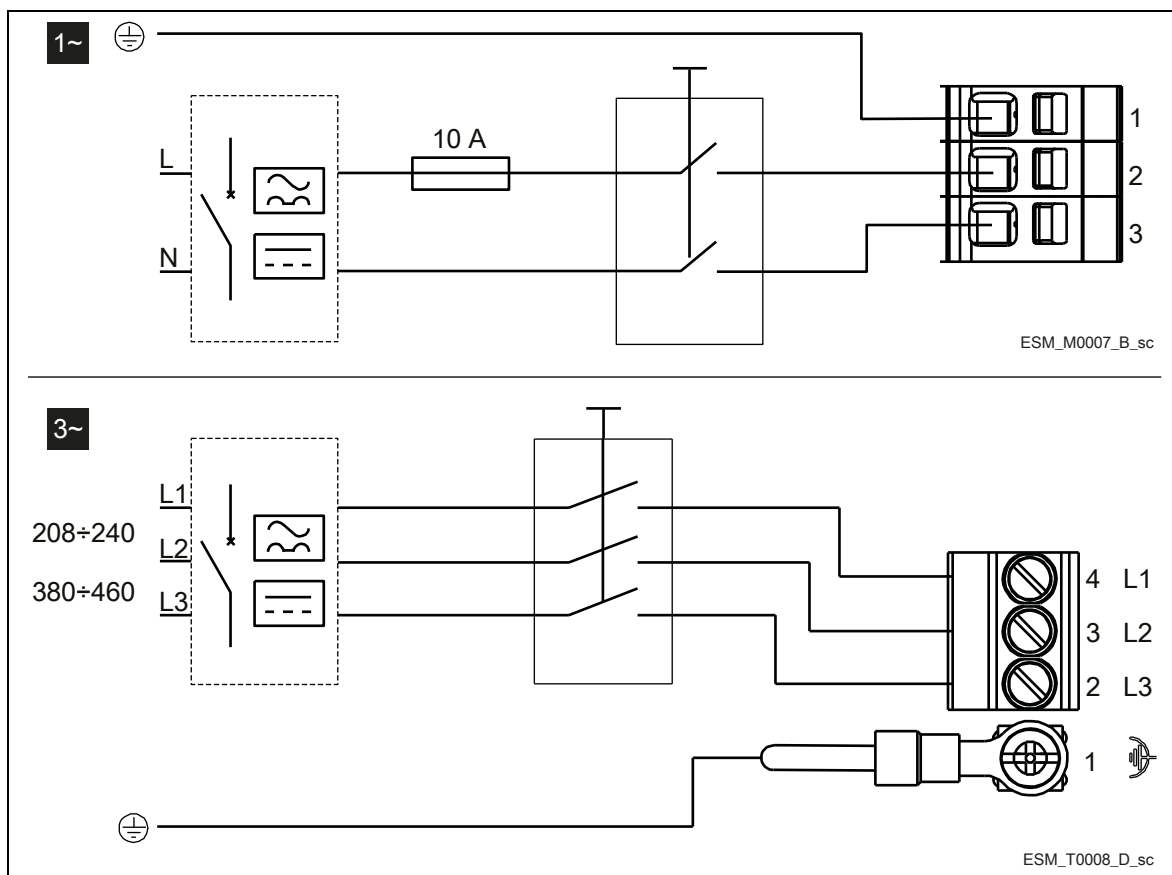 1~
10 A
L
N
1
2
3
ESM_M0007_B_sc
3~
208÷240
380÷460
L1
L2
L3
4 L1
3 L2
2 L3
1
ESM_T0008_D_sc